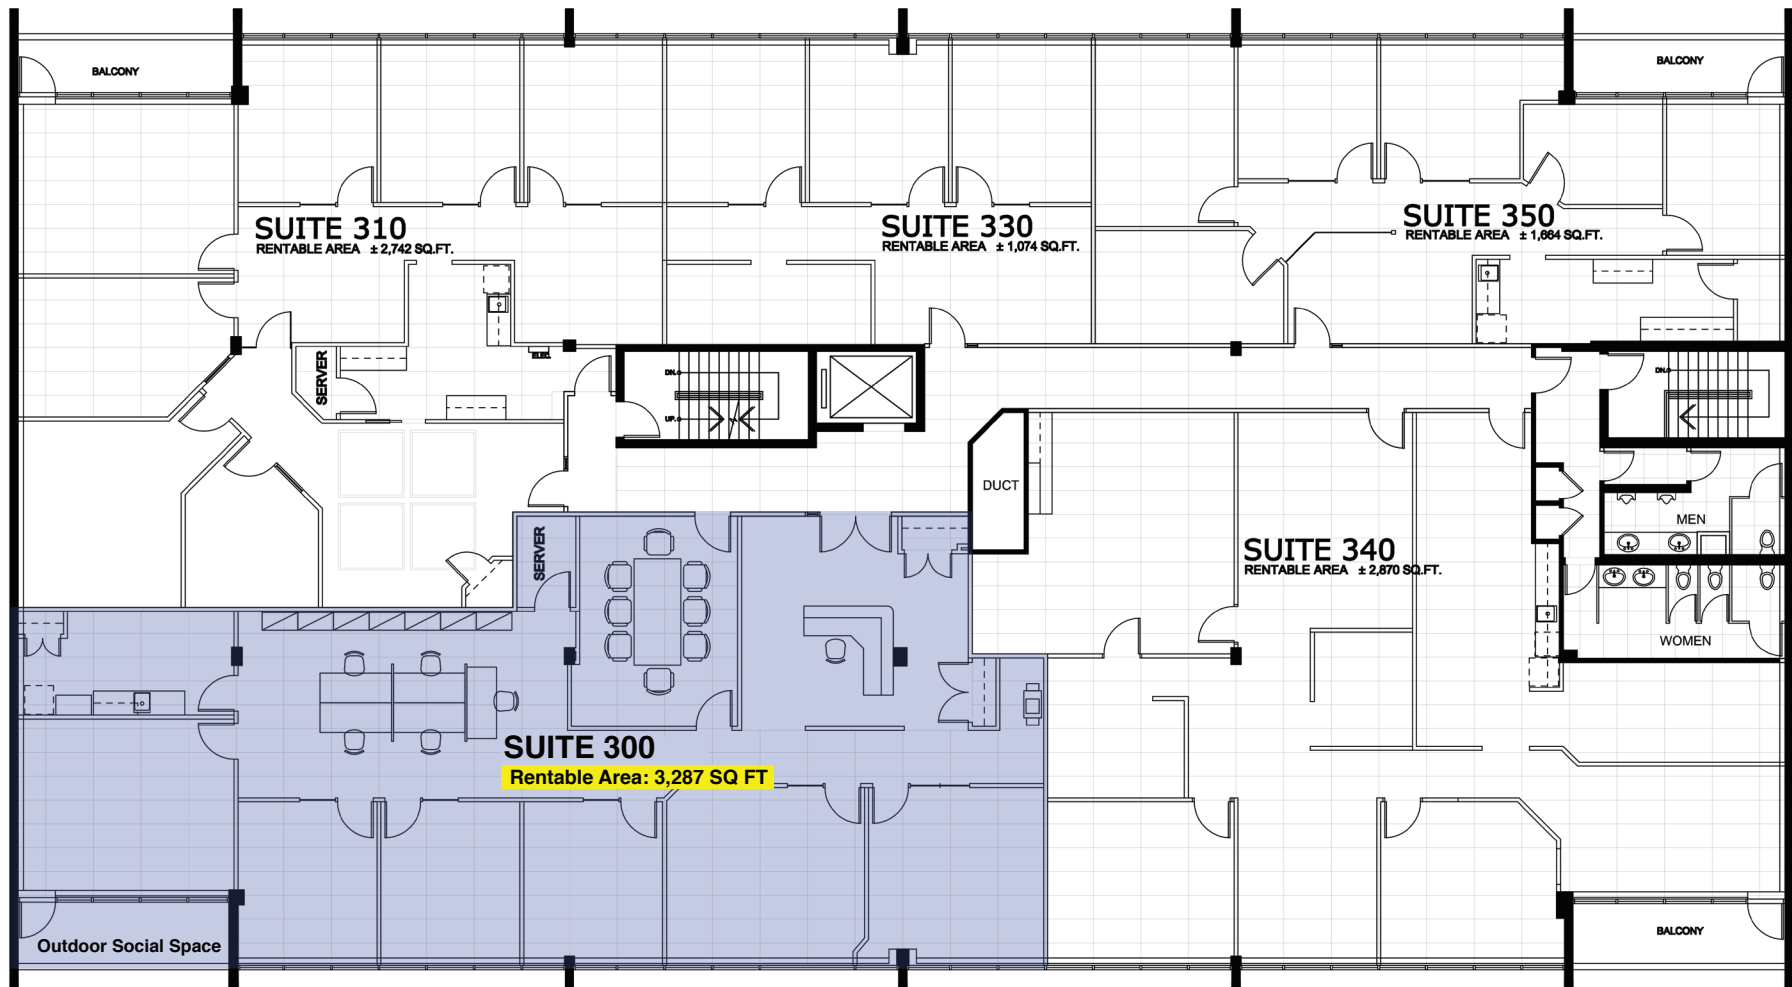 BALCONY
BALCONY
SUITE 310
RENTABLE AREA ± 2,742 SQ.FT.
SUITE 330
RENTABLE AREA ± 1,074 SQ.FT.
SUITE 350
RENTABLE AREA ± 1,664 SQ.FT.
SERVER
ELEC.
DN.
UP.
DN.
DUCT
MEN
SERVER
SUITE 340
RENTABLE AREA ± 2,870 SQ.FT.
WOMEN
SUITE 300
Rentable Area: 3,287 SQ FT
Outdoor Social Space
BALCONY